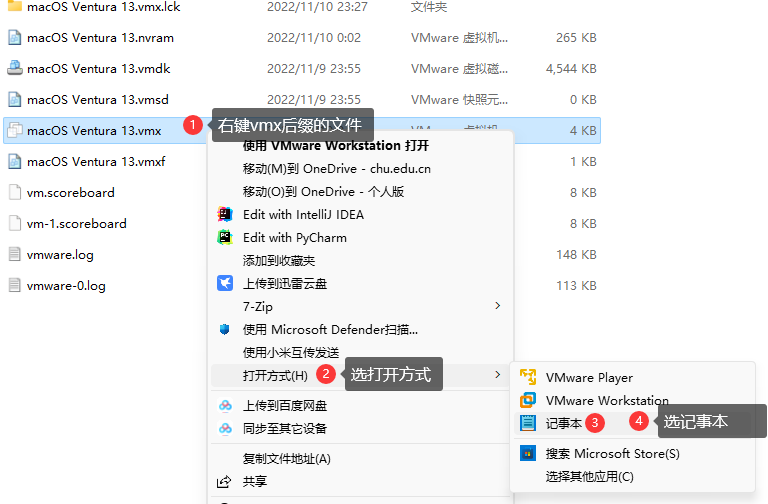 macOS Ventura 13.vmx.lck 2022/11/10 23:27 文件夹
macOS Ventura 13.nvram 2022/11/10 0:02 VMware 虚拟机... 265 KB
macOS Ventura 13.vmdk 2022/11/9 23:55 VMware 虚拟磁... 4,544 KB
macOS Ventura 13.vmsd 2022/11/9 23:55 VMware 快照元... 0 KB
macOS Ventura 13.vmx 1 右键vmx后缀的文件 VMware 虚拟机... 4 KB
macOS Ventura 13.vmxf 1 KB
vm.scoreboard 8 KB
vm-1.scoreboard 8 KB
vmware.log 148 KB
vmware-0.log 113 KB
使用 VMware Workstation 打开
移动(M)到 OneDrive - chu.edu.cn
移动(O)到 OneDrive - 个人版
Edit with IntelliJ IDEA
Edit with PyCharm
添加到收藏夹
上传到迅雷云盘
7-Zip
使用 Microsoft Defender扫描...
使用小米互传发送
打开方式(H) 2 选打开方式
上传到百度网盘
同步至其它设备
复制文件地址(A)
共享
VMware Player
VMware Workstation
记事本 3 4 选记事本
搜索 Microsoft Store(S)
选择其他应用(C)